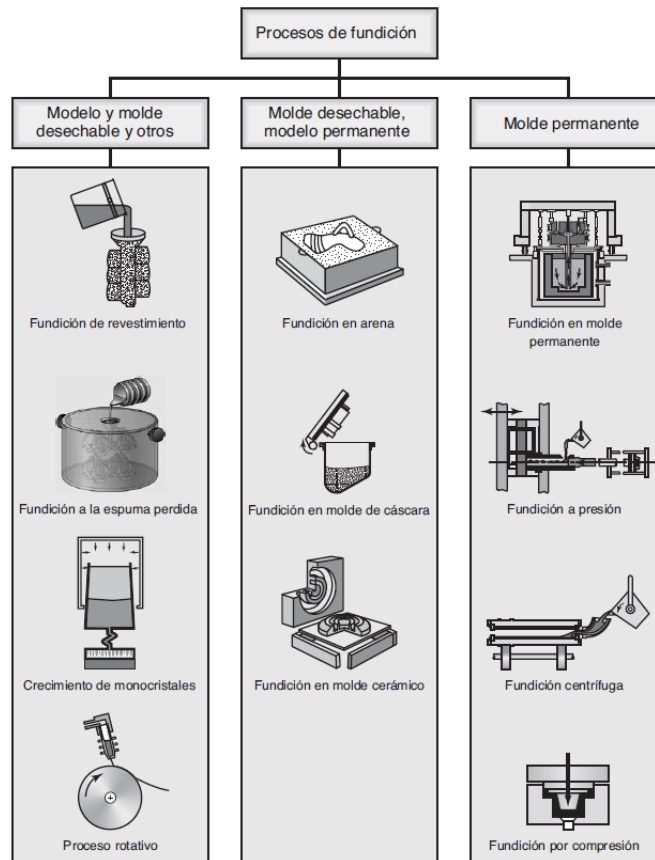 Procesos de fundición
Modelo y molde
desechable y otros
Molde desechable,
modelo permanente
Molde permanente
Fundición de revestimiento
Fundición a la espuma perdida
Crecimiento de monocristales
Proceso rotativo
Fundición en arena
Fundición en molde de cáscara
Fundición en molde cerámico
Fundición en molde
permanente
Fundición a presión
Fundición centrífuga
Fundición por compresión